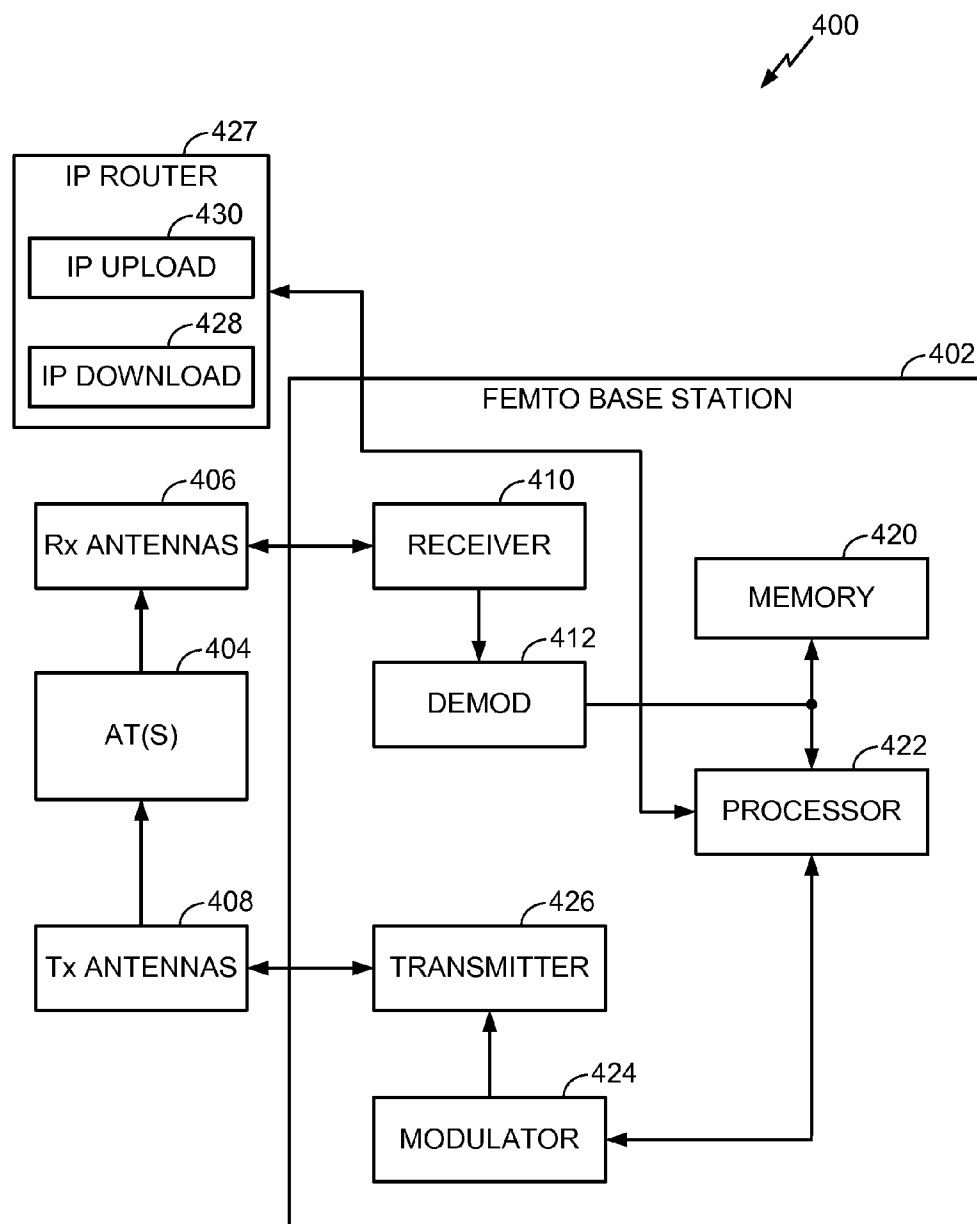 400
427
IP ROUTER
430
IP UPLOAD
428
IP DOWNLOAD
402
FEMTO BASE STATION
406
Rx ANTENNAS
410
RECEIVER
420
MEMORY
404
AT(S)
412
DEMOD
422
PROCESSOR
408
Tx ANTENNAS
426
TRANSMITTER
424
MODULATOR